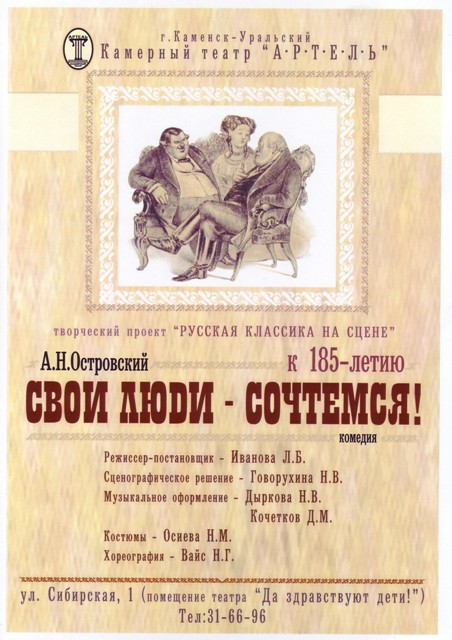 АРТЕЛЬ
г.Каменск-Уральский
Камерный театр "А·Р·Т·Е·Л·Ь"
творческий проект "РУССКАЯ КЛАССИКА НА СЦЕНЕ"
А.Н.Островский
к 185-летию
СВОИ ЛЮДИ - СОЧТЕМСЯ!
комедия
Режиссер-постановщик - Иванова Л.Б.
Сценографическое решение - Говорухина Н.В.
Музыкальное оформление - Дыркова Н.В.
Кочетков Д.М.
Костюмы - Осиева Н.М.
Хореография - Вайс Н.Г.
ул. Сибирская, 1 (помещение театра "Да здравствуют дети!")
Тел:31-66-96